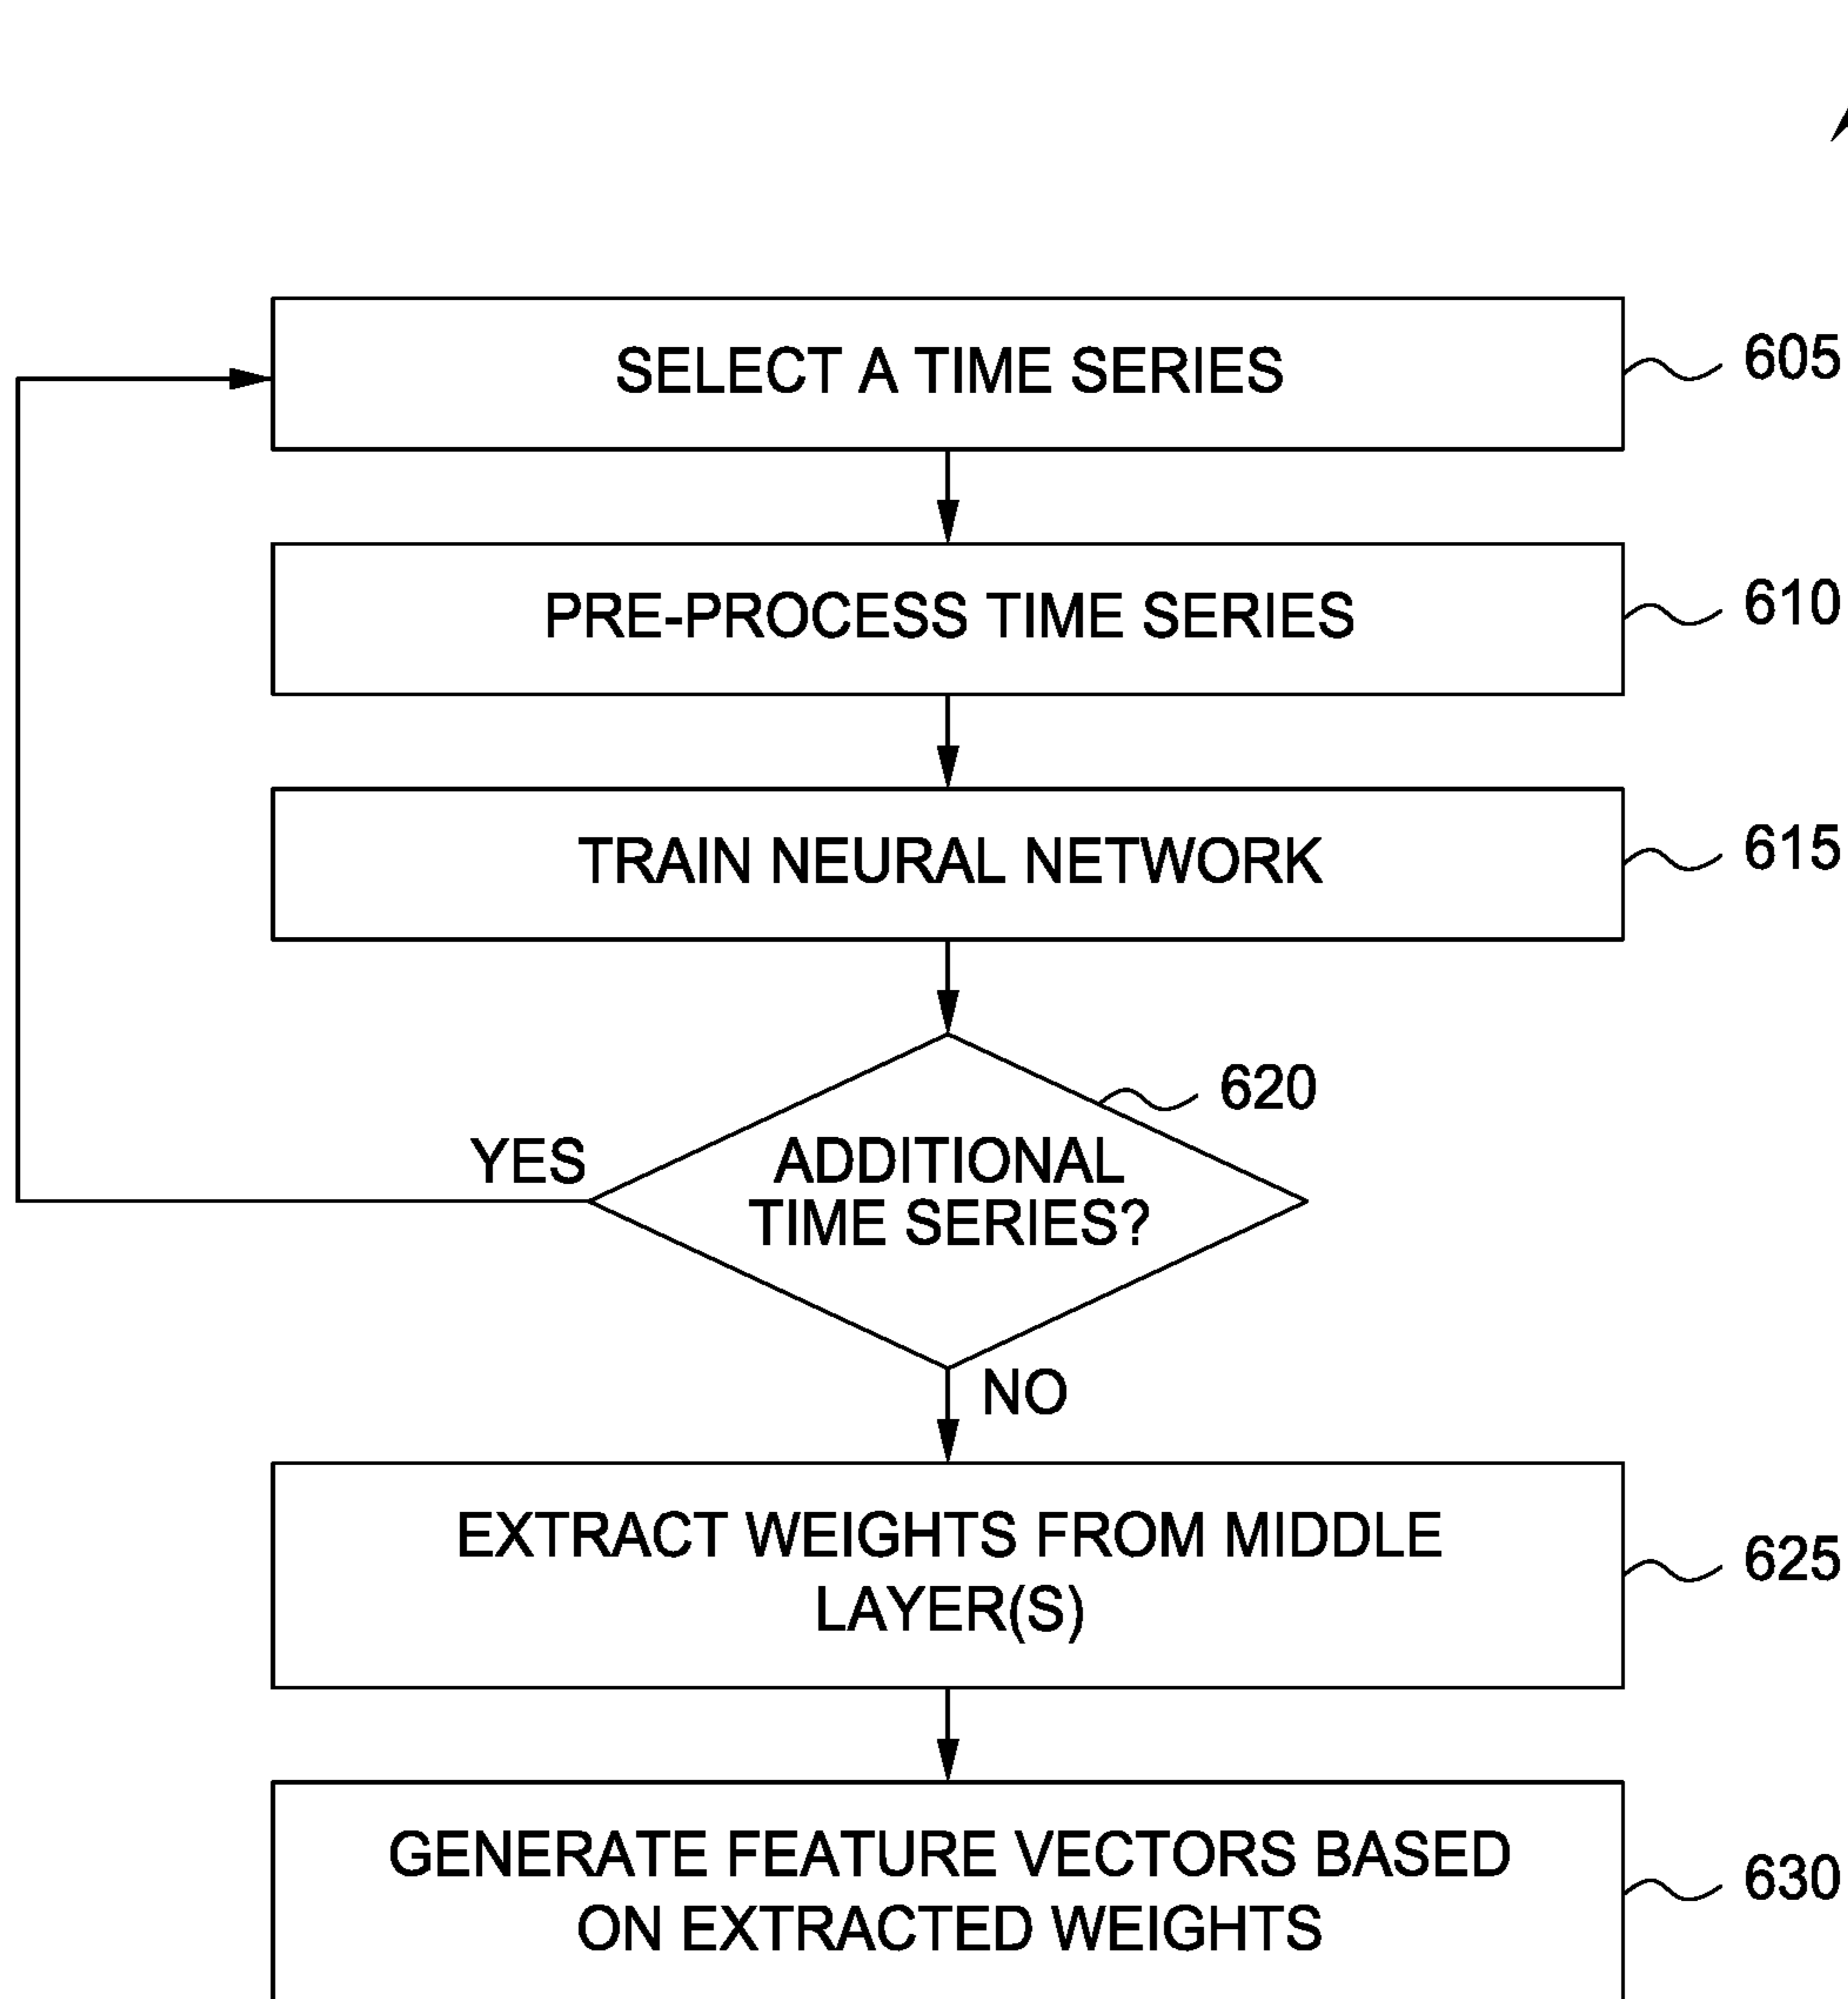 SELECT A TIME SERIES
605
PRE-PROCESS TIME SERIES
610
TRAIN NEURAL NETWORK
615
620
ADDITIONAL
TIME SERIES?
YES
NO
EXTRACT WEIGHTS FROM MIDDLE
LAYER(S)
625
GENERATE FEATURE VECTORS BASED
ON EXTRACTED WEIGHTS
630